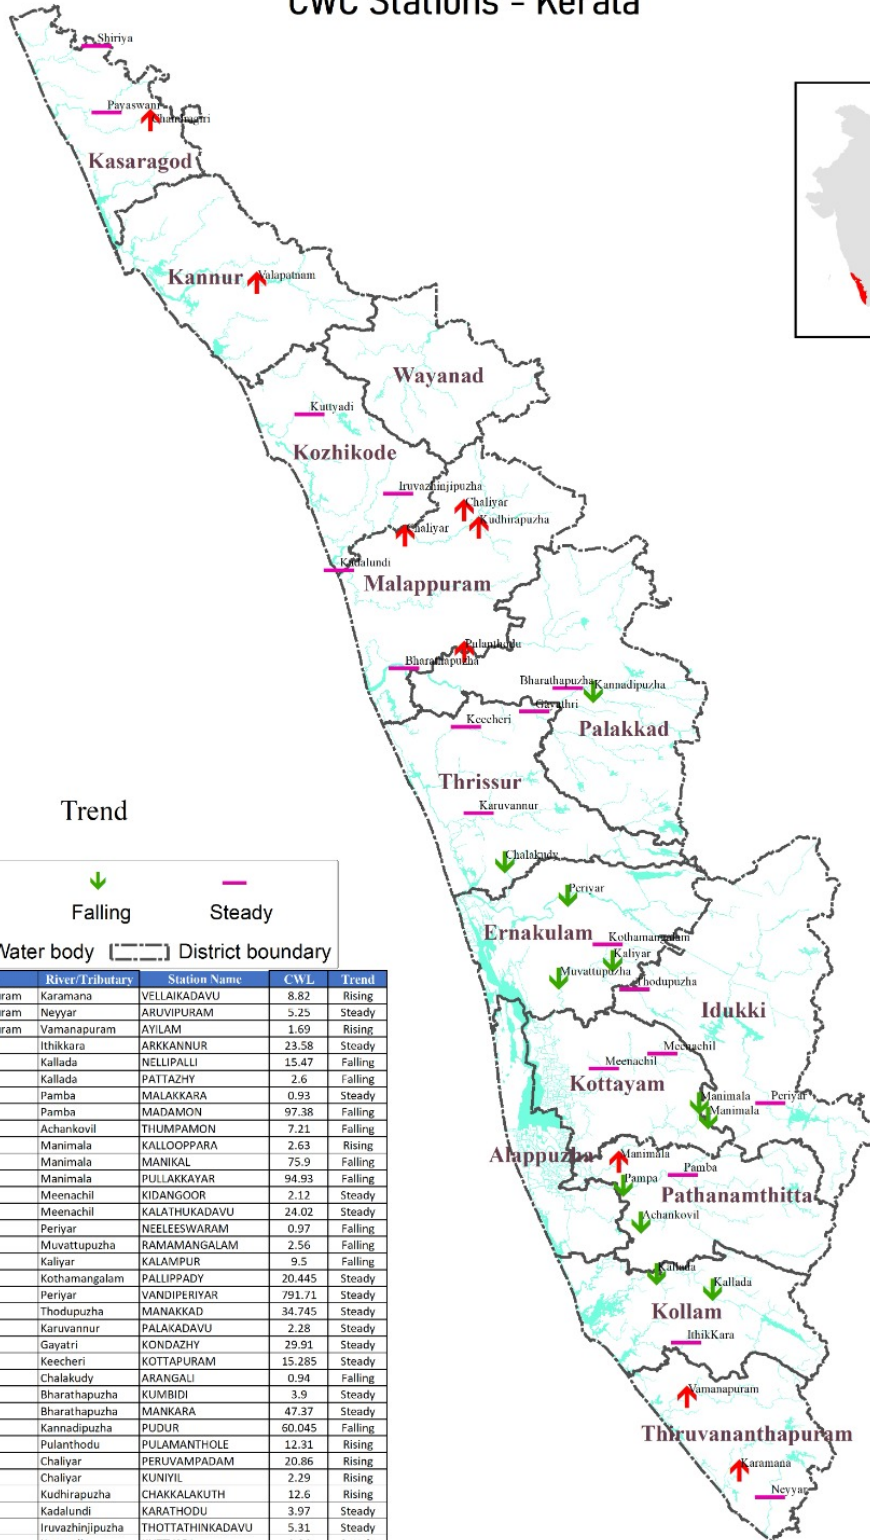 CWC Stations - Kerala
Shiriya
Payaswani
Chandragiri
Kasaragod
Kannur
Valapatnam
Wayanad
Kuttyadi
Kozhikode
Iruvazhinjipuzha
Chaliyar
Kudhirapuzha
Chaliyar
Kadalundi
Malappuram
Pulanthodu
Bharathapuzha
Bharathapuzha
Kannadipuzha
Gayathri
Keecheri
Palakkad
Thrissur
Karuvannur
Chalakudy
Periyar
Ernakulam
Kothamangalam
Kaliyar
Muvattupuzha
Thodupuzha
Idukki
Meenachil
Meenachil
Kottayam
Manimala
Periyar
Manimala
Alappuzha
Manimala
Pamba
Pampa
Pathanamthitta
Achankovil
Kallada
Kallada
Kollam
IthikKara
Vamanapuram
Thiruvananthapuram
Karamana
Neyyar
Trend
Falling Steady
Water body District boundary
River/Tributary Station Name CWL Trend
ram Karamana VELLAIKADAVU 8.82 Rising
ram Neyyar ARUVIPURAM 5.25 Steady
ram Vamanapuram AYILAM 1.69 Rising
Ithikkara ARKKANNUR 23.58 Steady
Kallada NELLIPALLI 15.47 Falling
Kallada PATTAZHY 2.6 Falling
Pamba MALAKKARA 0.93 Steady
Pamba MADAMON 97.38 Falling
Achankovil THUMPAMON 7.21 Falling
Manimala KALLOOPPARA 2.63 Rising
Manimala MANIKAL 75.9 Falling
Manimala PULLAKKAYAR 94.93 Falling
Meenachil KIDANGOOR 2.12 Steady
Meenachil KALATHUKADAVU 24.02 Steady
Periyar NEELEESWARAM 0.97 Falling
Muvattupuzha RAMAMANGALAM 2.56 Falling
Kaliyar KALAMPUR 9.5 Falling
Kothamangalam PALLIPPADY 20.445 Steady
Periyar VANDIPERIYAR 791.71 Steady
Thodupuzha MANAKKAD 34.745 Steady
Karuvannur PALAKADAVU 2.28 Steady
Gayatri KONDAZHY 29.91 Steady
Keecheri KOTTAPURAM 15.285 Steady
Chalakudy ARANGALI 0.94 Falling
Bharathapuzha KUMBIDI 3.9 Steady
Bharathapuzha MANKARA 47.37 Steady
Kannadipuzha PUDUR 60.045 Falling
Pulanthodu PULAMANTHOLE 12.31 Rising
Chaliyar PERUVAMPADAM 20.86 Rising
Chaliyar KUNIYIL 2.29 Rising
Kudhirapuzha CHAKKALAKUTH 12.6 Rising
Kadalundi KARATHODU 3.97 Steady
Iruvazhinjipuzha THOTTATHINKADAVU 5.31 Steady